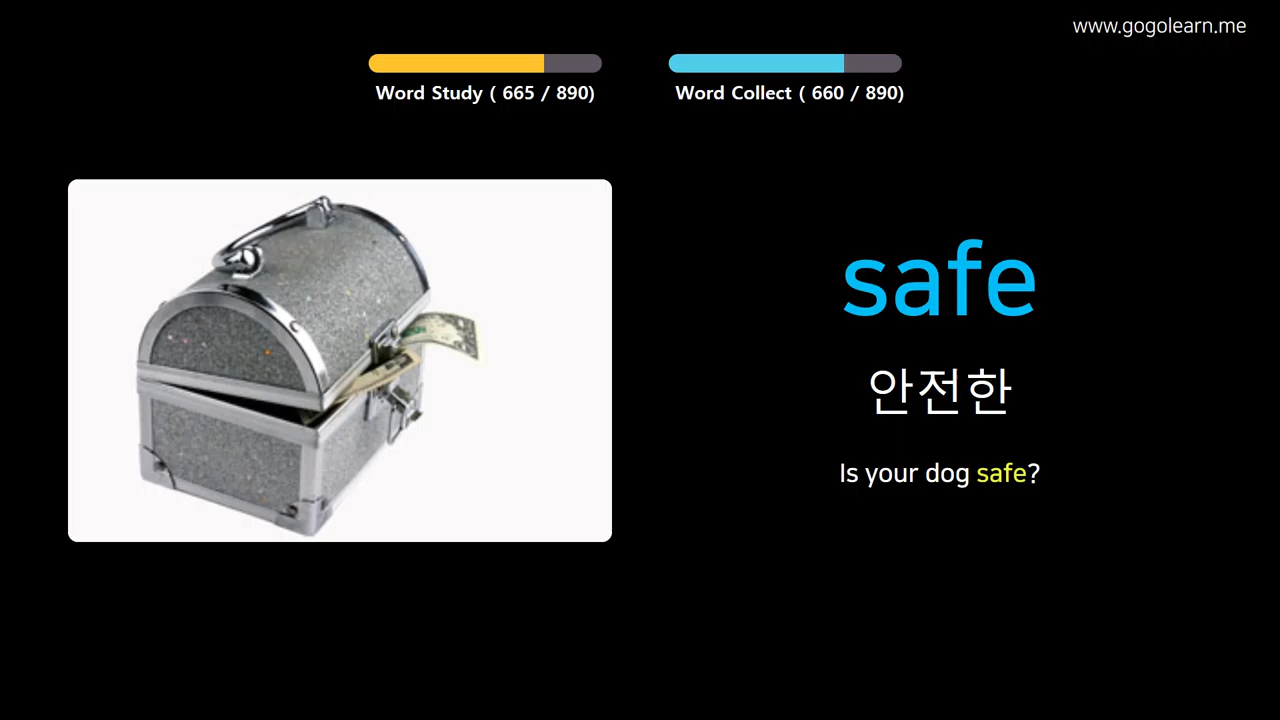 www.gogolearn.me
Word Study ( 665 / 890)
Word Collect ( 660 / 890)
safe
안전한
Is your dog safe?